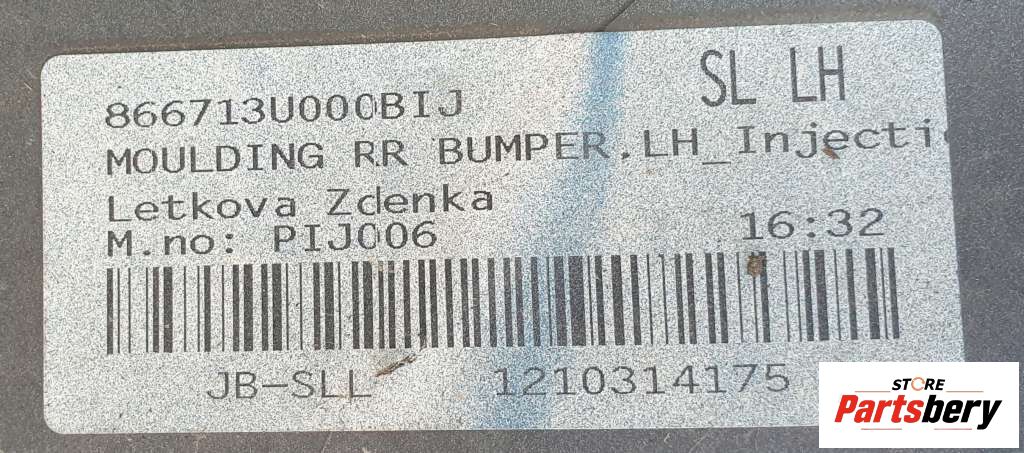 SL LH
866713U000BIJ
MOULDING RR BUMPER.LH_Injecti
Letkova Zdenka
M.no: PIJ006 16:32
JB-SLL 1210314175
STORE
Partsbery